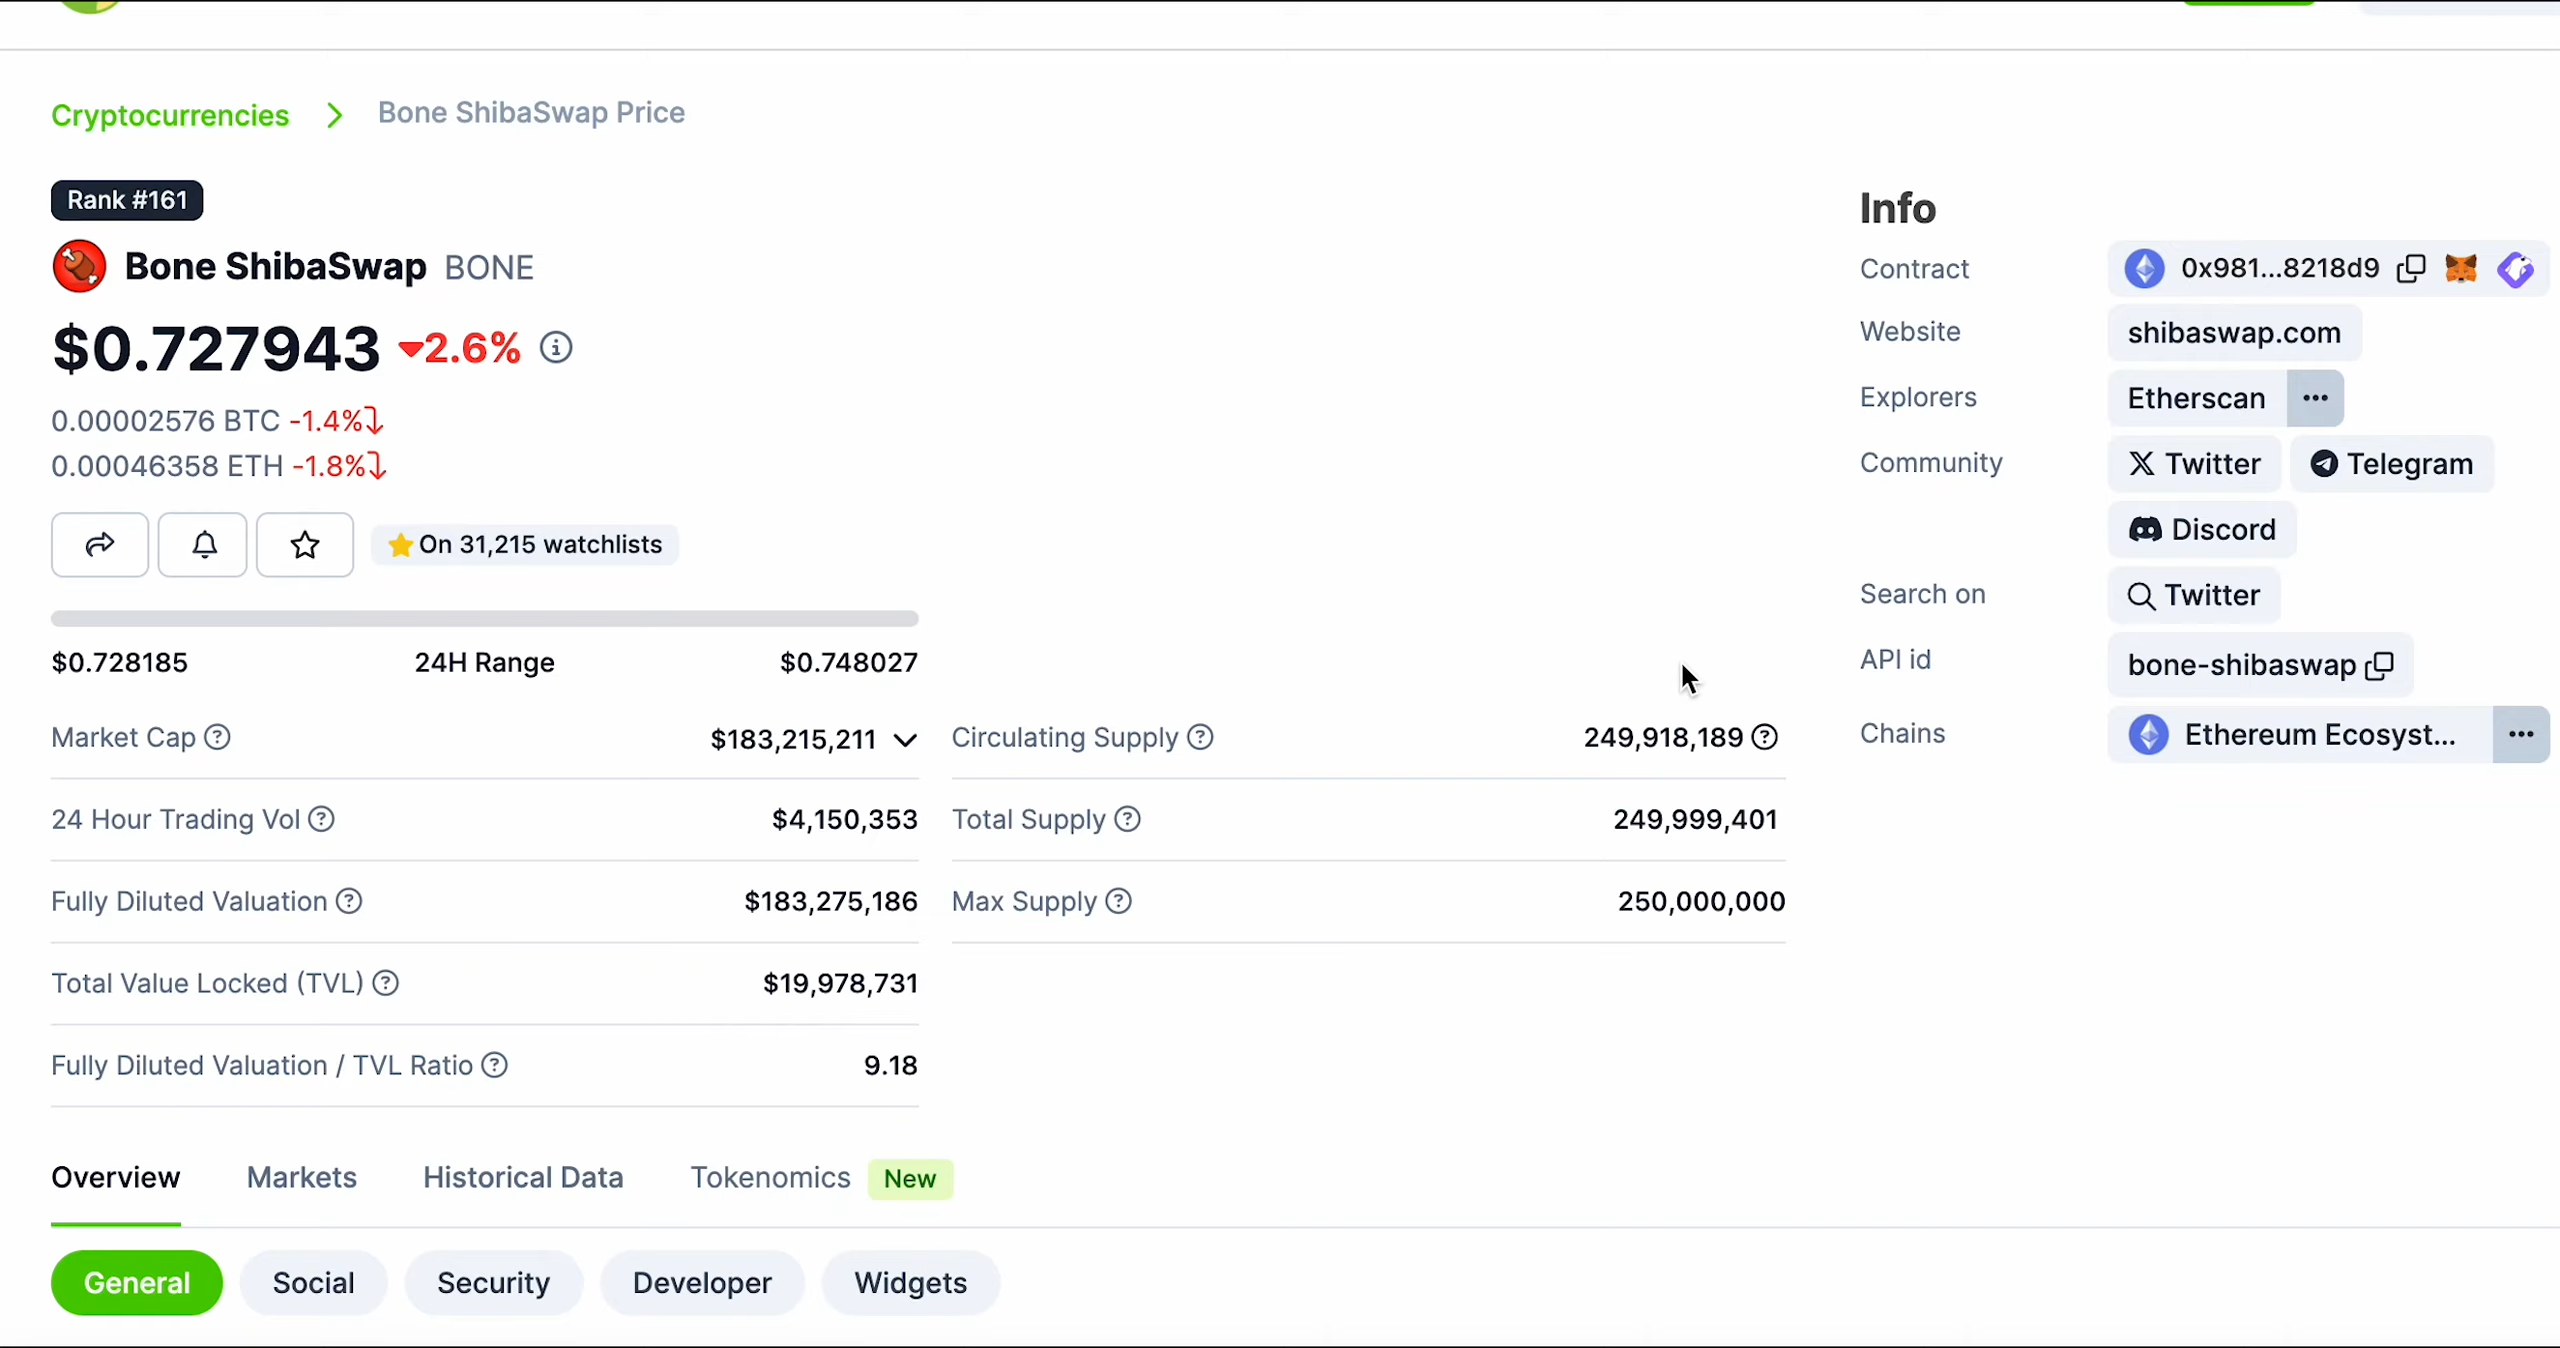 Cryptocurrencies > Bone ShibaSwap Price
Rank #161
Bone ShibaSwap BONE
$0.727943 2.6%
0.00002576 BTC -1.4%
0.00046358 ETH -1.8%
On 31,215 watchlists
$0.728185 24H Range $0.748027
Market Cap $183,215,211
24 Hour Trading Vol $4,150,353
Fully Diluted Valuation $183,275,186
Total Value Locked (TVL) $19,978,731
Fully Diluted Valuation / TVL Ratio 9.18
Circulating Supply 249,918,189
Total Supply 249,999,401
Max Supply 250,000,000
Info
Contract 0x981...8218d9
Website shibaswap.com
Explorers Etherscan ...
Community X Twitter Telegram
Discord
Search on Twitter
API id bone-shibaswap
Chains Ethereum Ecosyst... ...
Overview Markets Historical Data Tokenomics New
General Social Security Developer Widgets